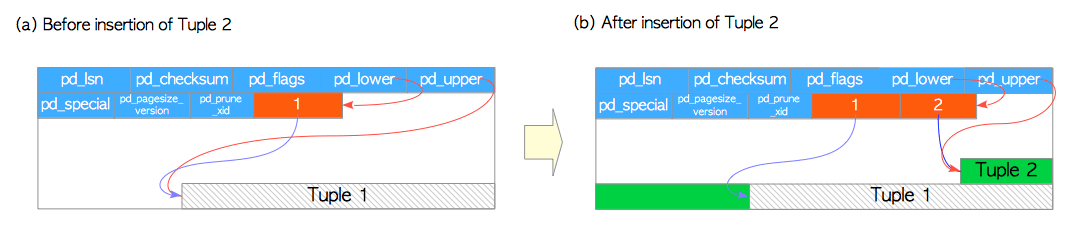 (a) Before insertion of Tuple 2
(b) After insertion of Tuple 2
pd_lsn pd_checksum pd_flags pd_lower pd_upper
pd_special pd_pagesize_
version pd_prune
_xid 1
Tuple 1
pd_lsn pd_checksum pd_flags pd_lower pd_upper
pd_special pd_pagesize_
version pd_prune
_xid 1 2
Tuple 2
Tuple 1